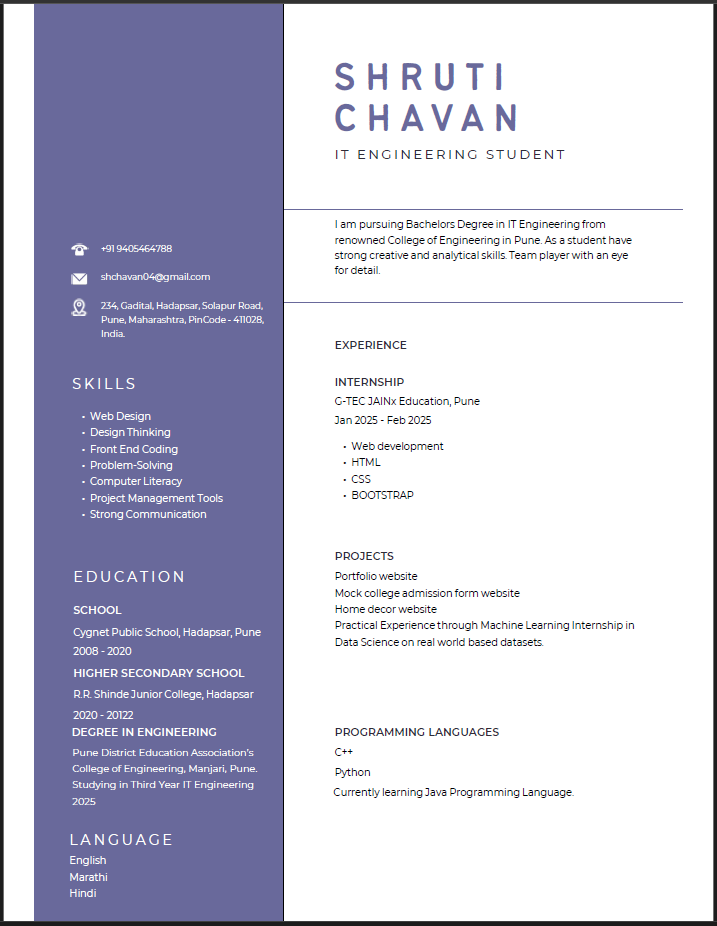 SHRUTI
CHAVAN
IT ENGINEERING STUDENT
+91 9405464788
shchavan04@gmail.com
234, Gadital, Hadapsar, Solapur Road,
Pune, Maharashtra, PinCode - 411028,
India.
SKILLS
• Web Design
• Design Thinking
• Front End Coding
• Problem-Solving
• Computer Literacy
• Project Management Tools
• Strong Communication
EDUCATION
SCHOOL
Cygnet Public School, Hadapsar, Pune
2008 - 2020
HIGHER SECONDARY SCHOOL
R.R. Shinde Junior College, Hadapsar
2020 - 20122
DEGREE IN ENGINEERING
Pune District Education Association's
College of Engineering, Manjari, Pune.
Studying in Third Year IT Engineering
2025
LANGUAGE
English
Marathi
Hindi
I am pursuing Bachelors Degree in IT Engineering from
renowned College of Engineering in Pune. As a student have
strong creative and analytical skills. Team player with an eye
for detail.
EXPERIENCE
INTERNSHIP
G-TEC JAINx Education, Pune
Jan 2025 - Feb 2025
• Web development
• HTML
• CSS
• BOOTSTRAP
PROJECTS
Portfolio website
Mock college admission form website
Home decor website
Practical Experience through Machine Learning Internship in
Data Science on real world based datasets.
PROGRAMMING LANGUAGES
C++
Python
Currently learning Java Programming Language.